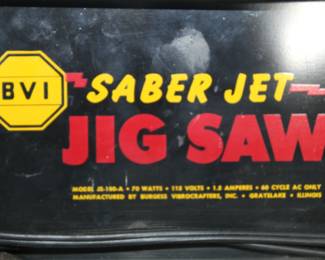 BVI
SABER JET
JIG SAW
MODEL JS-100-A • 70 WATTS • 115 VOLTS • 1.5 AMPERES • 60 CYCLE AC ONLY
MANUFACTURED BY BURGESS VIBROCRAFTERS, INC. • GRAYSLAKE • ILLINOIS